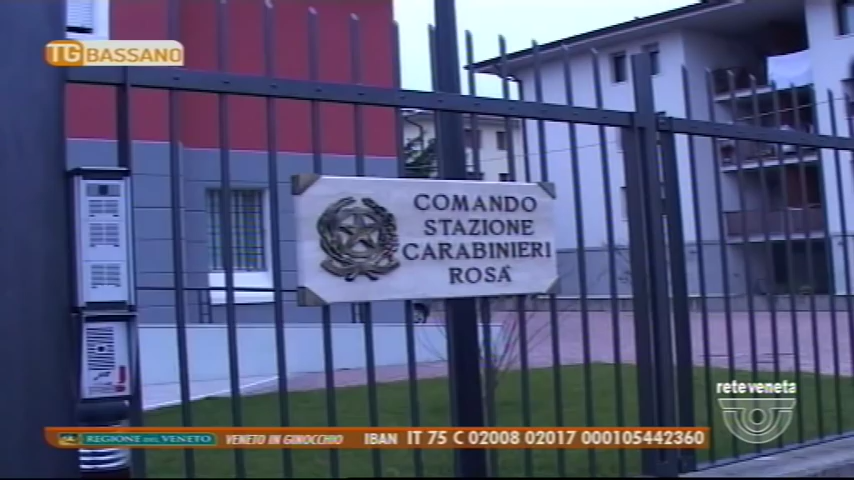 TG BASSANO
COMANDO
STAZIONE
CARABINIERI
ROSÀ
reteveneta
REGIONE DEL VENETO VENETO IN GINOCCHIO IBAN IT 75 C 02008 02017 000105442360